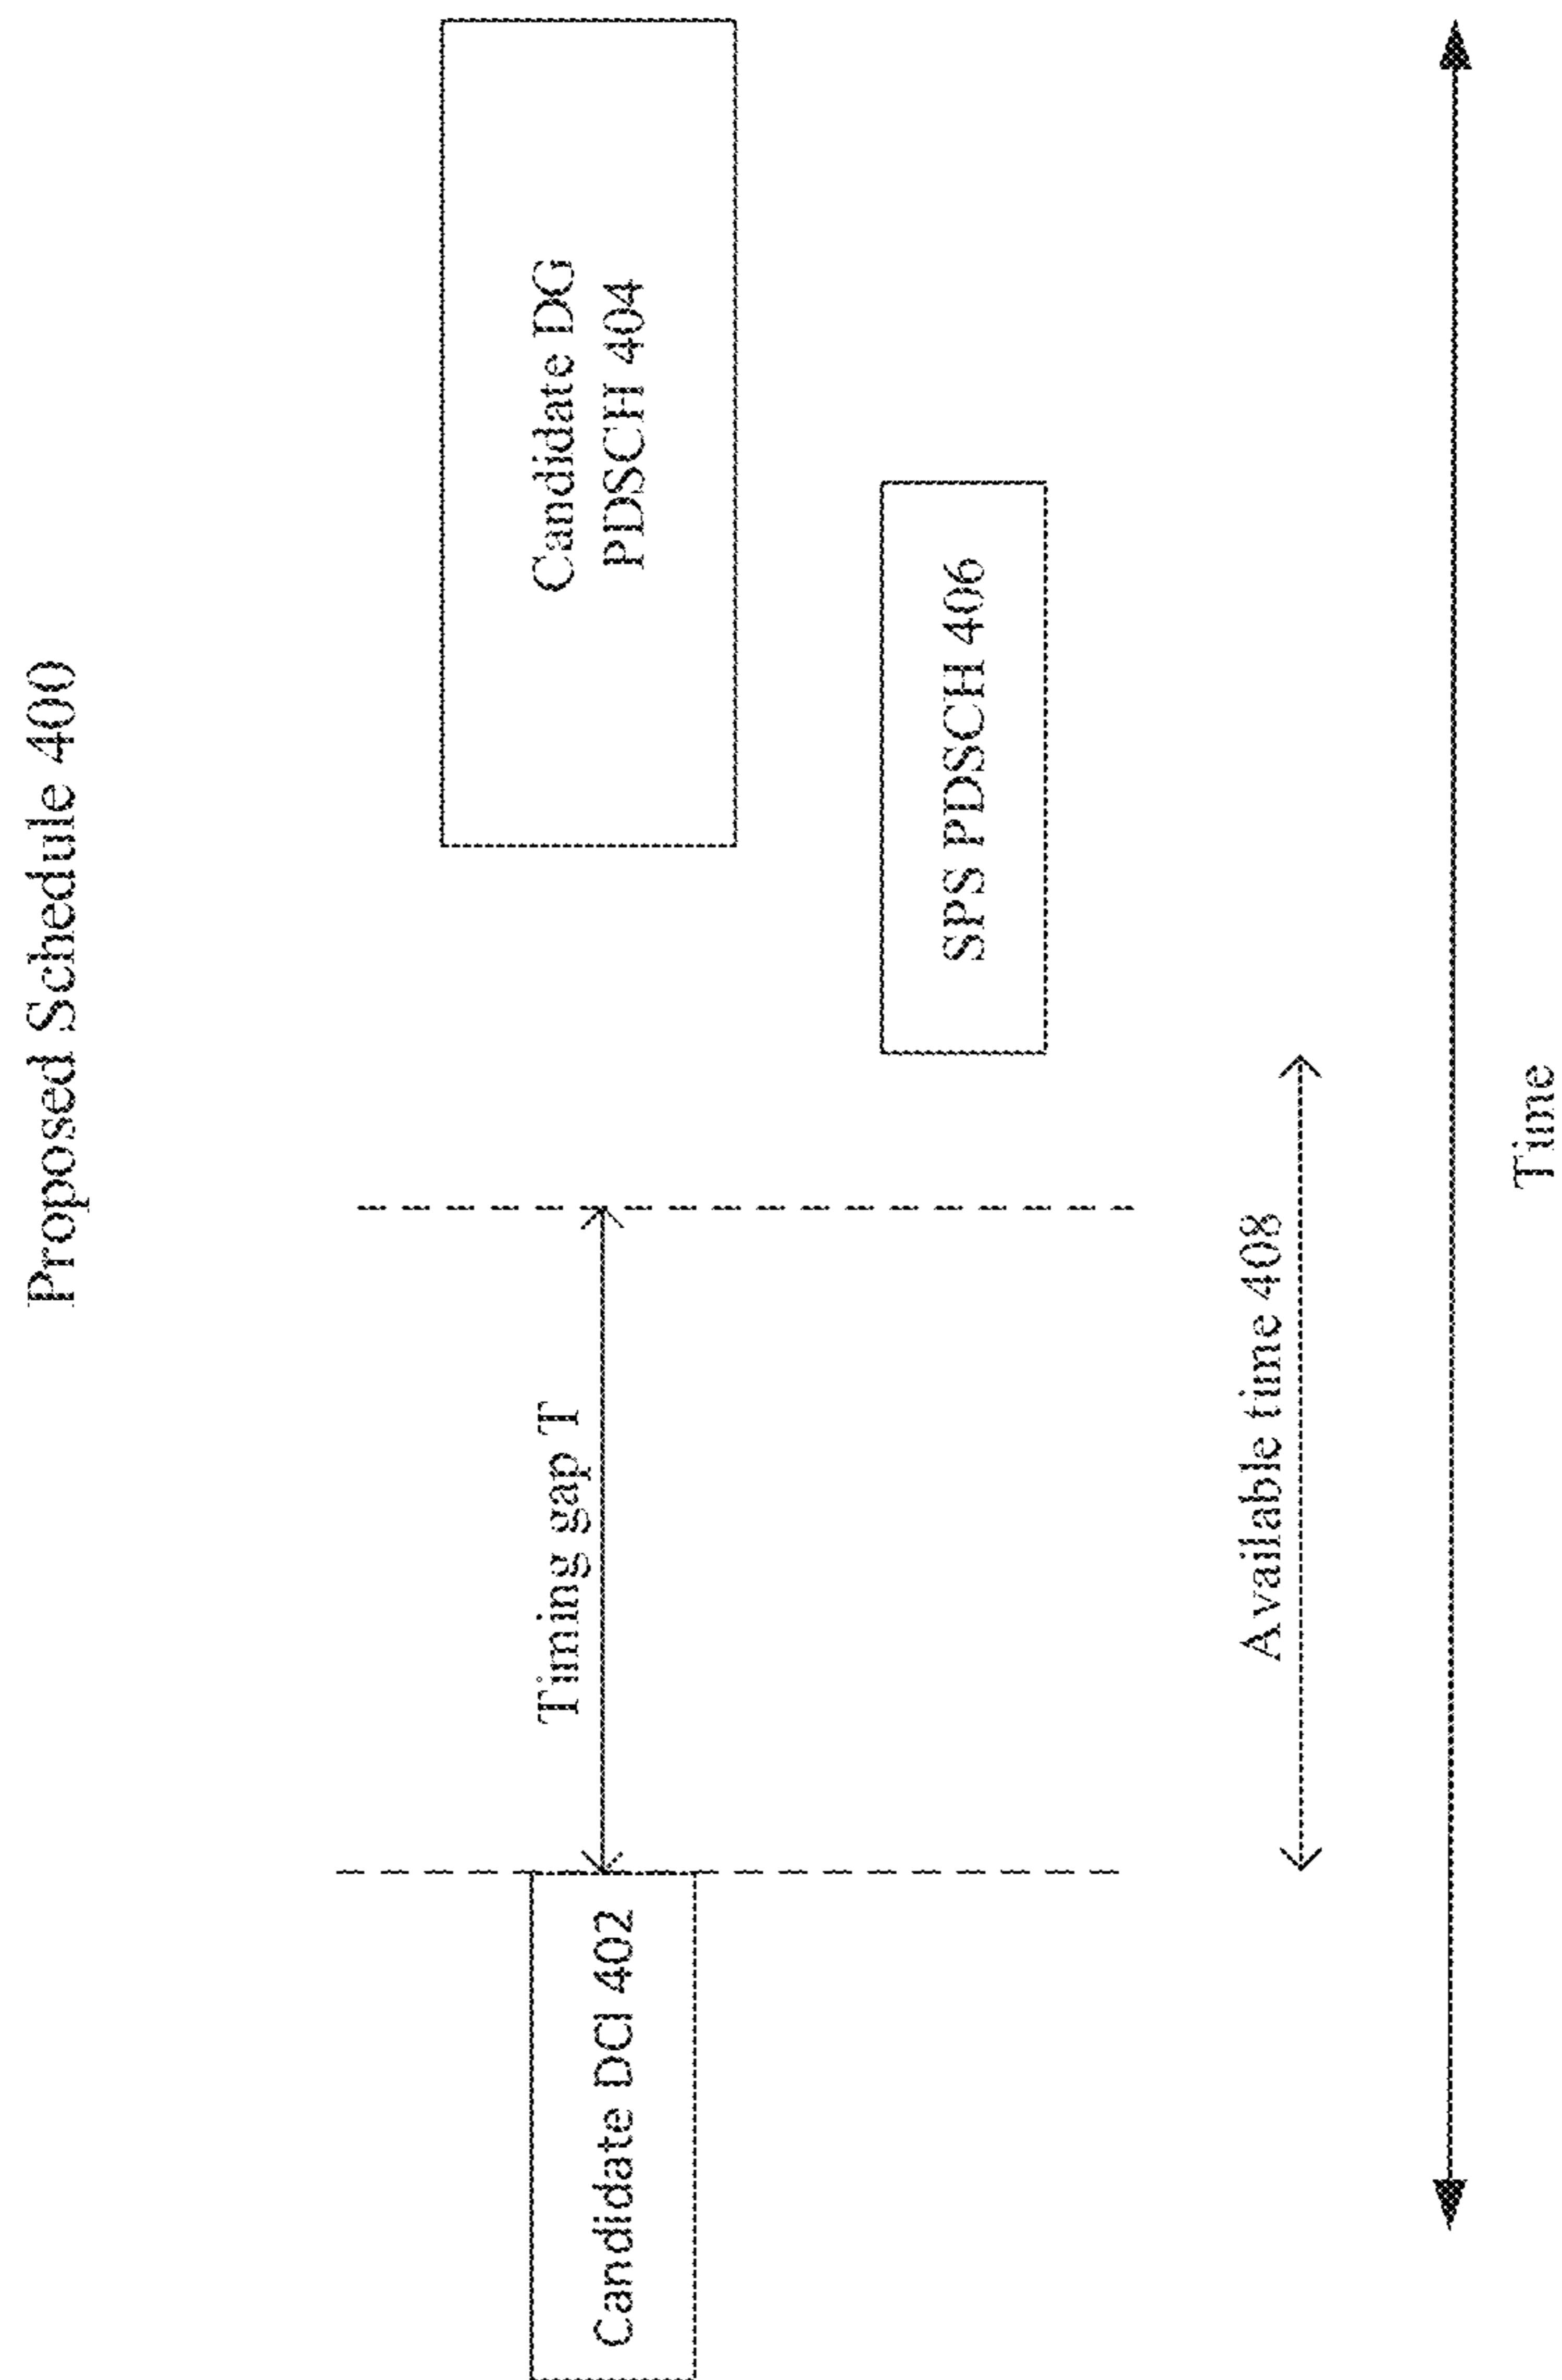 Proposed Schedule 400
Candidate DG
PDSCH 404
Timing gap T
Candidate DCI 402
SPS PDSCH 406
Available time 408
Time